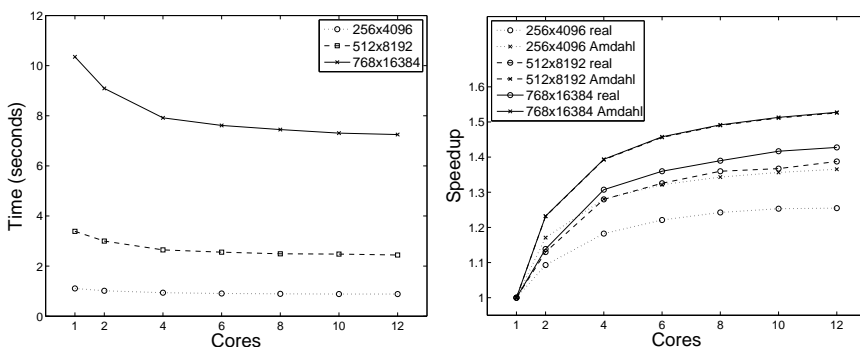 12
10
8
6
4
2
0
1 2 4 6 8 10 12
Time (seconds)
Cores
256x4096
512x8192
768x16384
1.6
1.5
1.4
1.3
1.2
1.1
1
1 2 4 6 8 10 12
Speedup
Cores
256x4096 real
256x4096 Amdahl
512x8192 real
512x8192 Amdahl
768x16384 real
768x16384 Amdahl